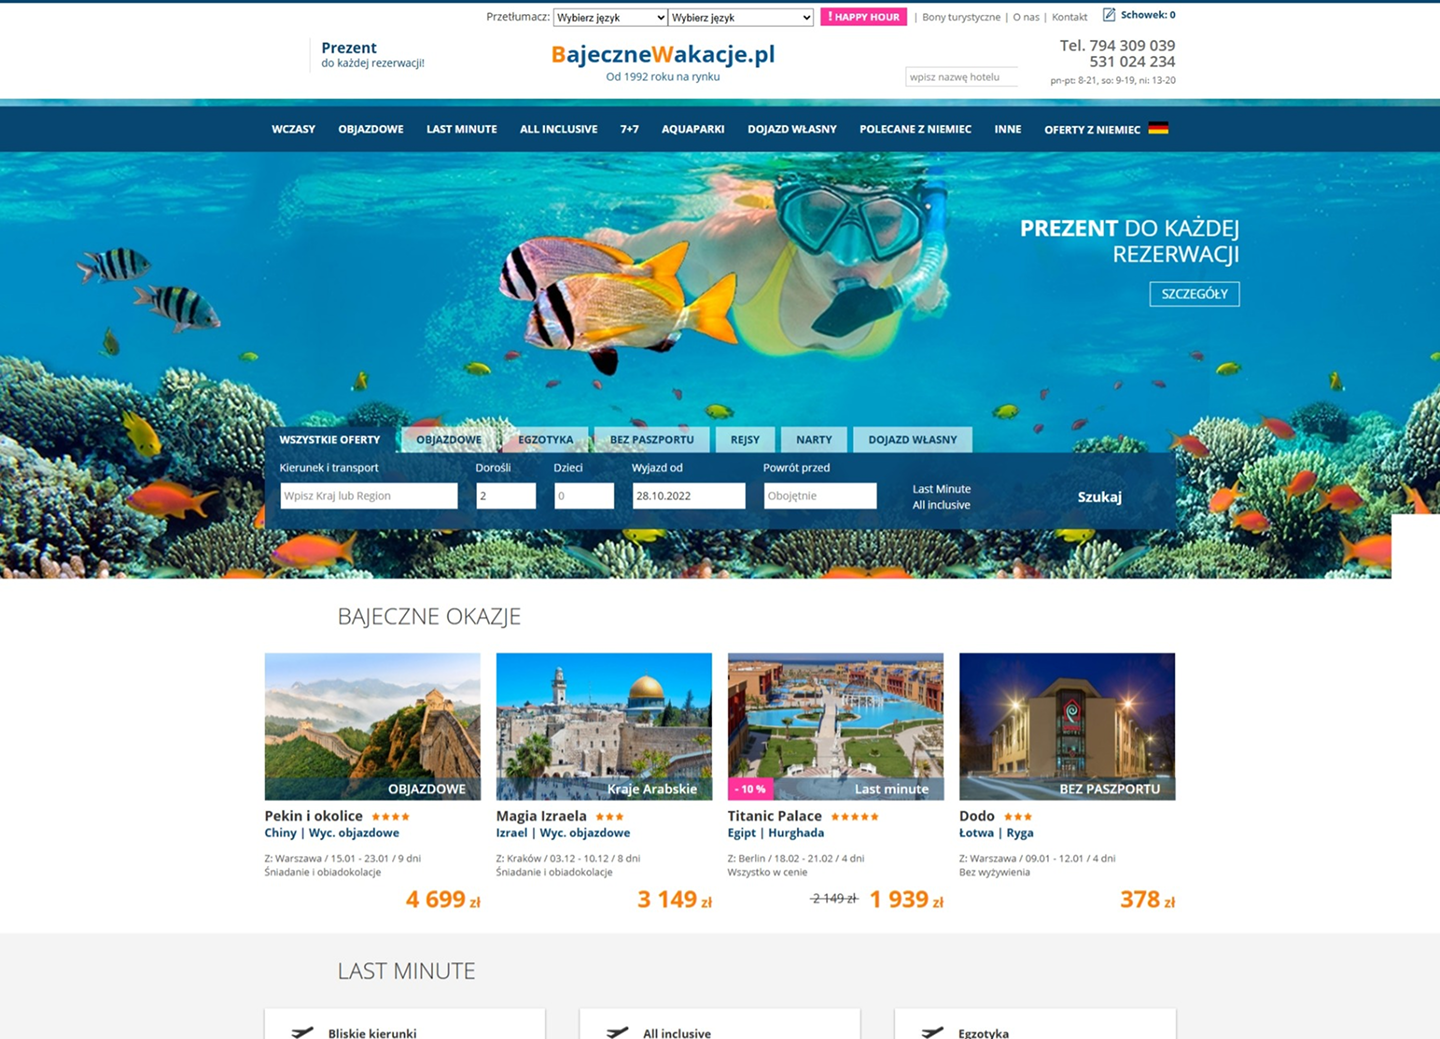 Przetłumacz: Wybierz język Wybierz język ! HAPPY HOUR | Bony turystyczne | O nas | Kontakt Schowek: 0
Prezent
do każdej rezerwacji!
BajeczneWakacje.pl
Od 1992 roku na rynku
wpisz nazwę hotelu
Tel. 794 309 039
531 024 234
pn-pt: 8-21, so: 9-19, ni: 13-20
WCZASY OBJAZDOWE LAST MINUTE ALL INCLUSIVE 7+7 AQUAPARKI DOJAZD WŁASNY POLECANE Z NIEMIEC INNE OFERTY Z NIEMIEC
PREZENT DO KAŻDEJ
REZERWACJI
SZCZEGÓŁY
WSZYSTKIE OFERTY OBJAZDOWE EGZOTYKA BEZ PASZPORTU REJSY NARTY DOJAZD WŁASNY
Kierunek i transport Dorośli Dzieci Wyjazd od Powrót przed
Wpisz Kraj lub Region 2 0 28.10.2022 Obojętnie
Last Minute
All inclusive
Szukaj
BAJECZNE OKAZJE
OBJAZDOWE
Pekin i okolice
Chiny | Wyc. objazdowe
Z: Warszawa / 15.01 - 23.01 / 9 dni
Śniadanie i obiadokolacje
4 699 zł
Kraje Arabskie
Magia Izraela
Izrael | Wyc. objazdowe
Z: Kraków / 03.12 - 10.12 / 8 dni
Śniadanie i obiadokolacje
3 149 zł
- 10 % Last minute
Titanic Palace
Egipt | Hurghada
Z: Berlin / 18.02 - 21.02 / 4 dni
Wszystko w cenie
2 149 zł 1 939 zł
BEZ PASZPORTU
Dodo
Łotwa | Ryga
Z: Warszawa / 09.01 - 12.01 / 4 dni
Bez wyżywienia
378 zł
LAST MINUTE
Bliskie kierunki
All inclusive
Egzotyka